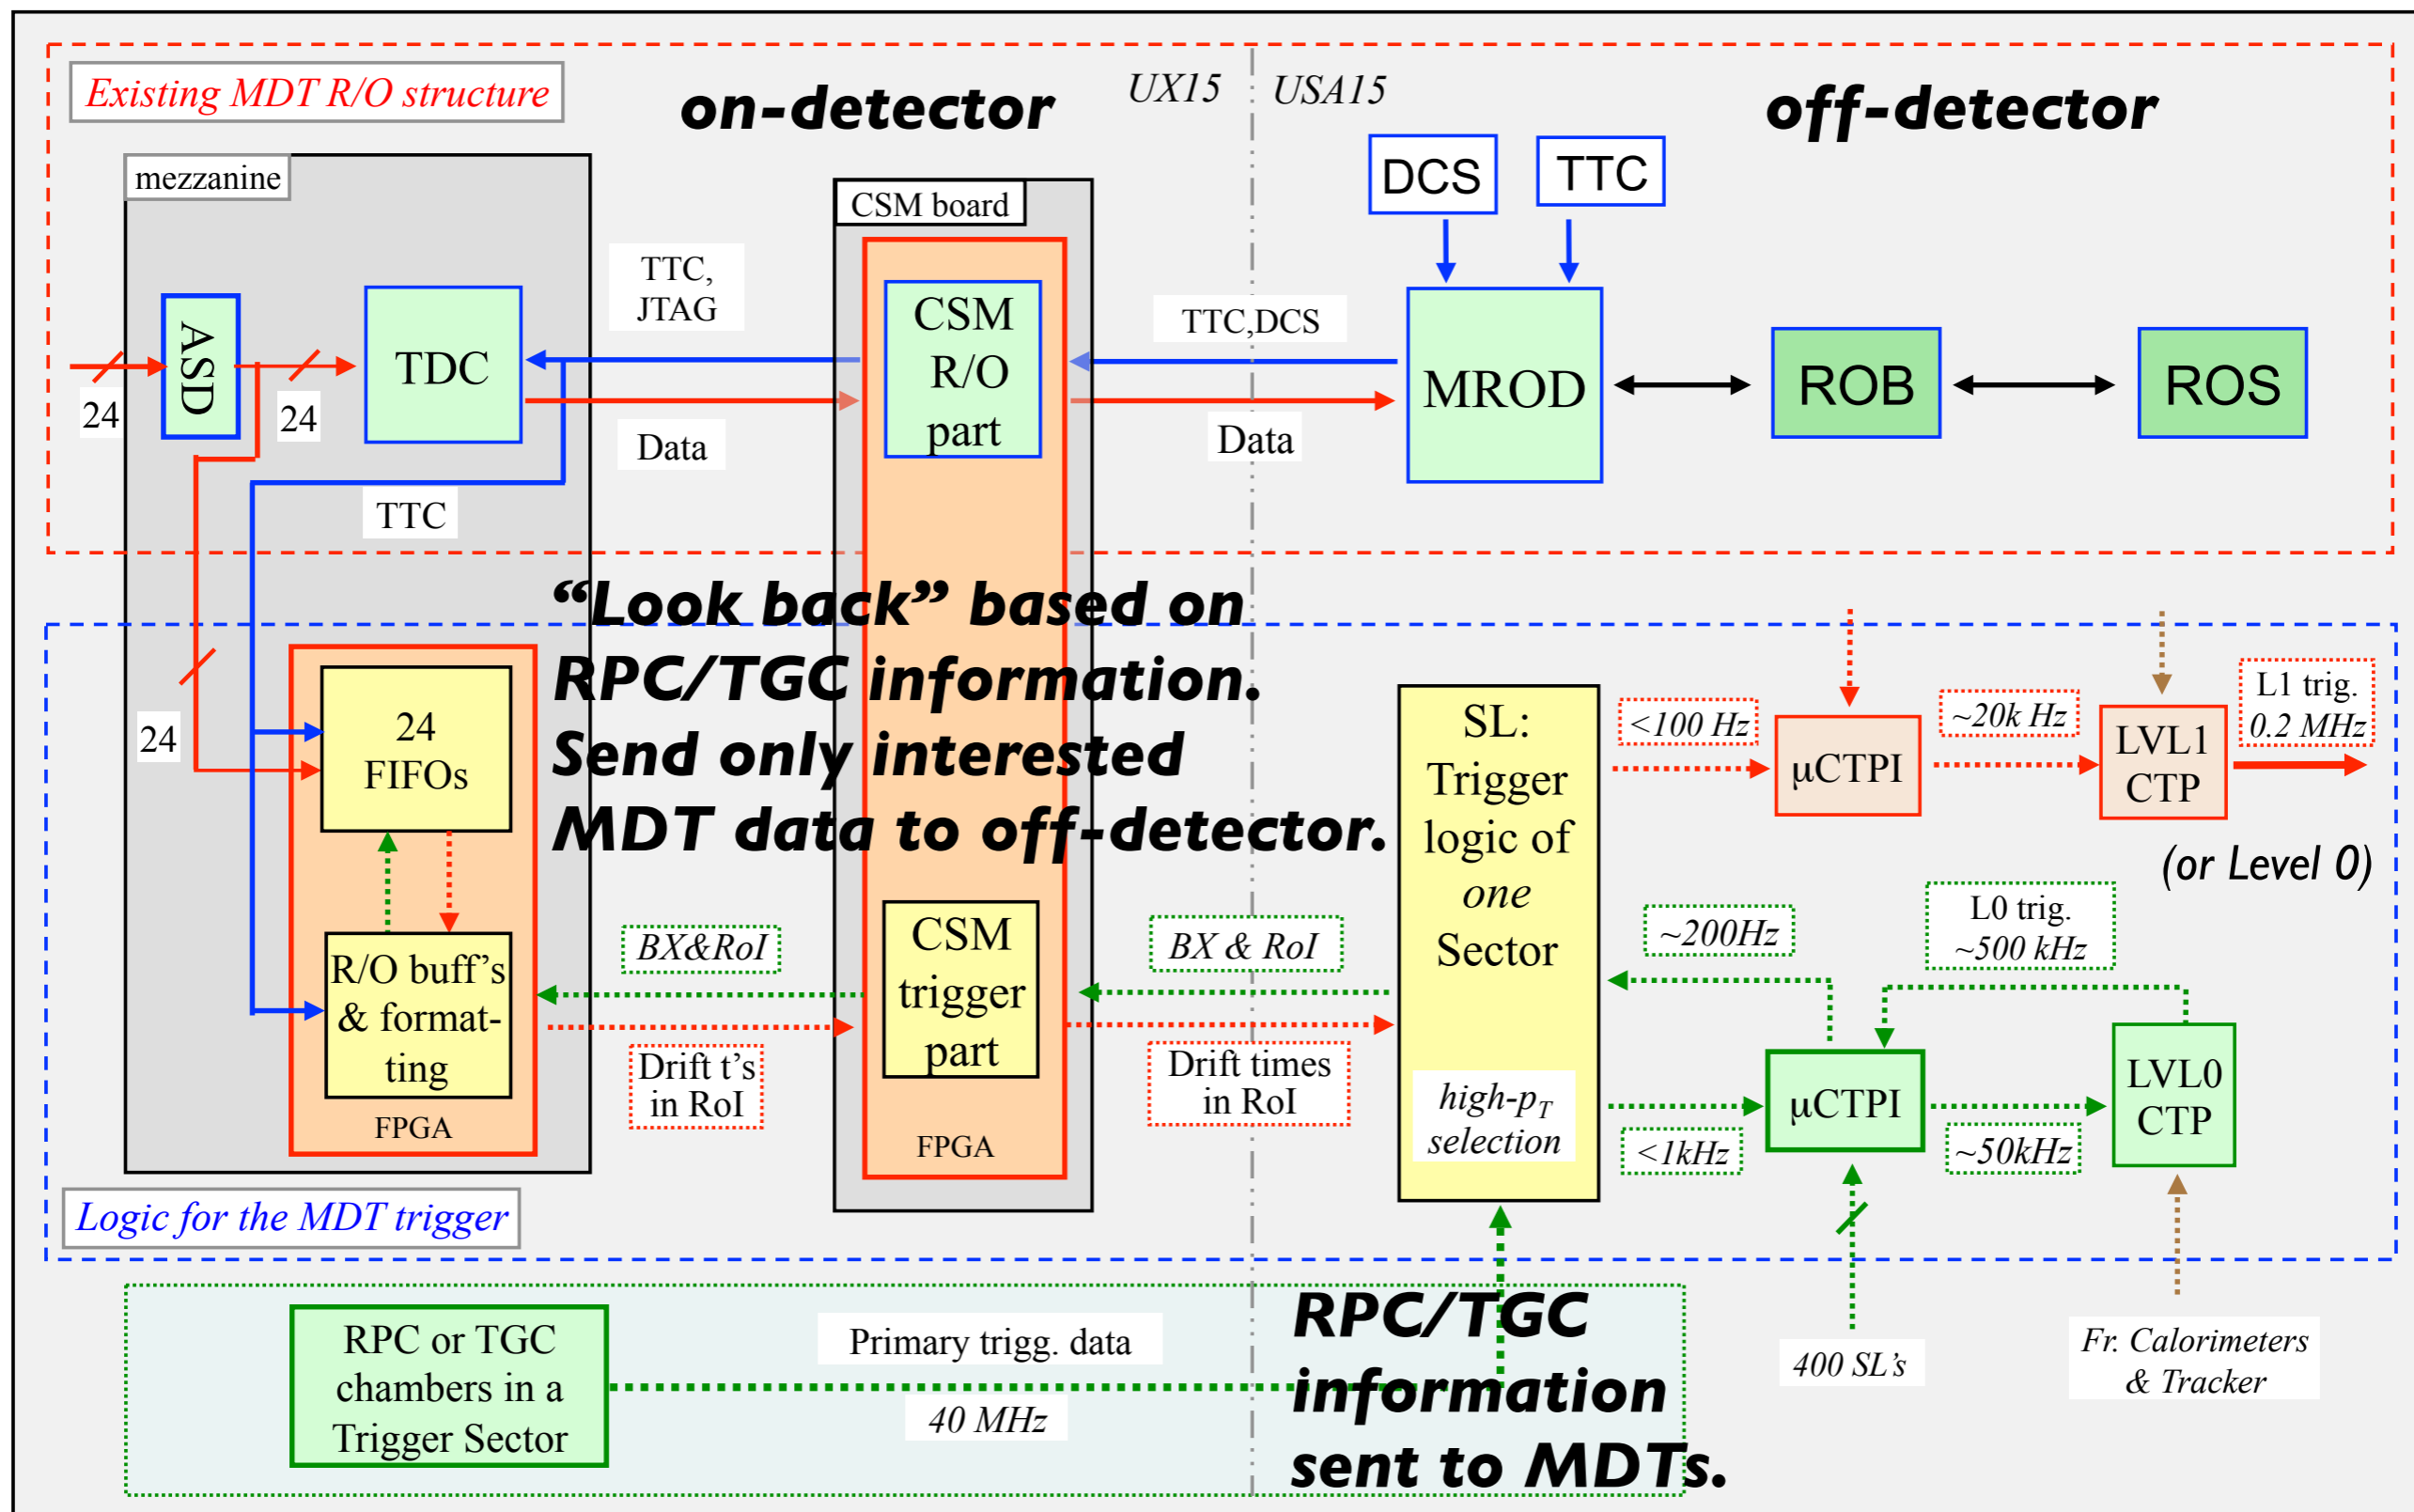 Existing MDT R/O structure
on-detector
UX15
USA15
off-detector
mezzanine
CSM board
DCS
TTC
ASID
TDC
24
24
TTC,
JTAG
Data
TTC
CSM
R/O
part
TTC,DCS
Data
MROD
ROB
ROS
“Look back” based on
RPC/TGC information.
Send only interested
MDT data to off-detector.
24
24
FIFOs
R/O buff's
& format-
ting
FPGA
BX&RoI
Drift t's
in RoI
CSM
trigger
part
FPGA
BX & RoI
Drift times
in RoI
SL:
Trigger
logic of
one
Sector
high-pT
selection
<100 Hz
μCTPI
~20k Hz
LVL1
CTP
L1 trig.
0.2 MHz
(or Level 0)
~200Hz
L0 trig.
~500 kHz
<1kHz
μCTPI
~50kHz
LVL0
CTP
Logic for the MDT trigger
RPC or TGC
chambers in a
Trigger Sector
Primary trigg. data
40 MHz
RPC/TGC
information
sent to MDTs.
400 SL's
Fr. Calorimeters
& Tracker